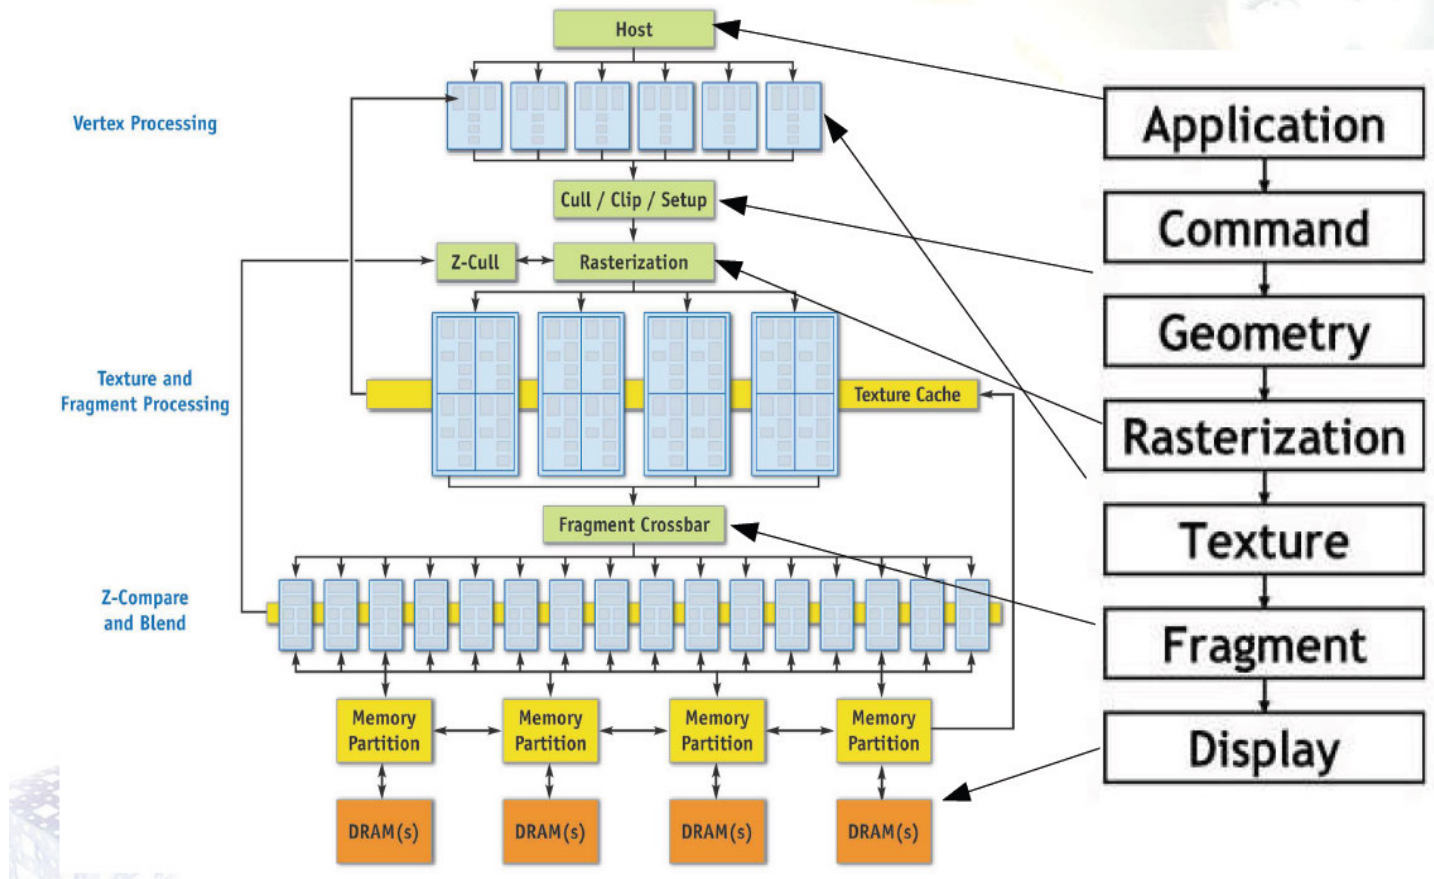 Host
Vertex Processing
Cull / Clip / Setup
Z-Cull
Rasterization
Texture and
Fragment Processing
Texture Cache
Fragment Crossbar
Z-Compare
and Blend
Memory
Partition
Memory
Partition
Memory
Partition
Memory
Partition
DRAM(s)
DRAM(s)
DRAM(s)
DRAM(s)
Application
Command
Geometry
Rasterization
Texture
Fragment
Display